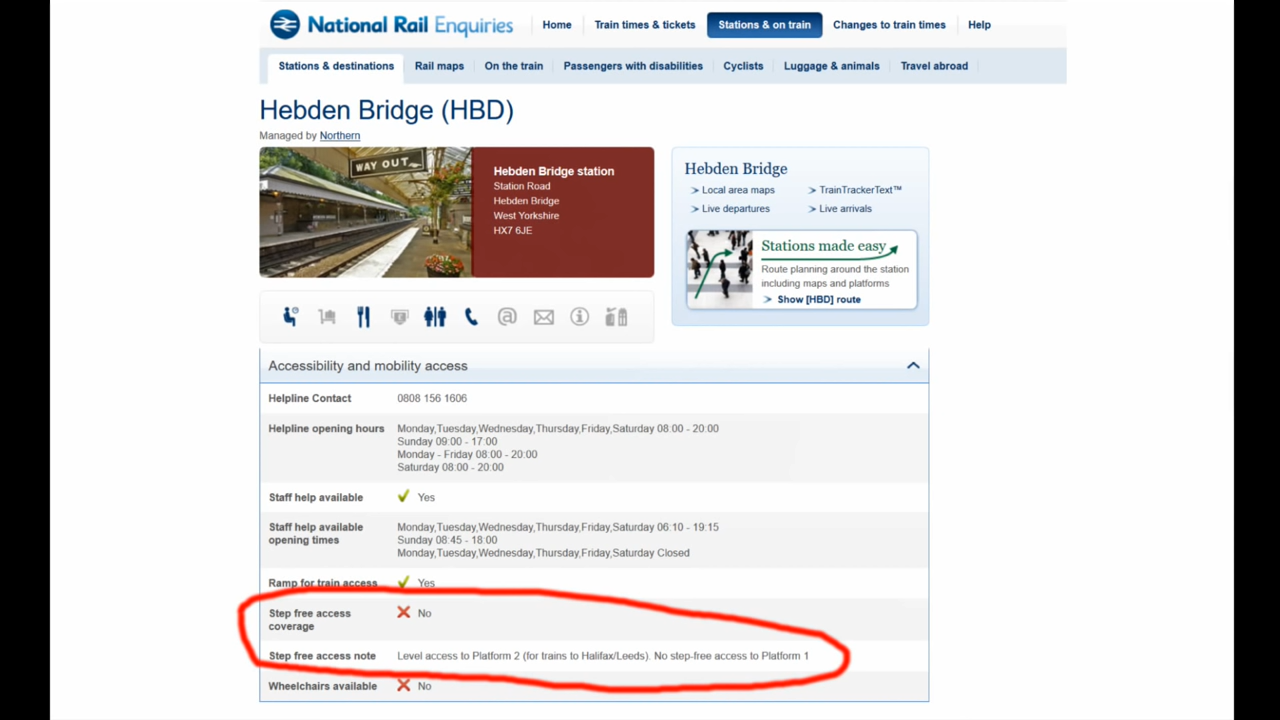 National Rail Enquiries
Home Train times & tickets Stations & on train Changes to train times Help
Stations & destinations Rail maps On the train Passengers with disabilities Cyclists Luggage & animals Travel abroad
Hebden Bridge (HBD)
Managed by Northern
WAY OUT
Hebden Bridge station
Station Road
Hebden Bridge
West Yorkshire
HX7 6JE
Hebden Bridge
Local area maps TrainTrackerText™
Live departures Live arrivals
Stations made easy
Route planning around the station
including maps and platforms
Show [HBD] route
Accessibility and mobility access
Helpline Contact 0808 156 1606
Helpline opening hours Monday,Tuesday,Wednesday,Thursday,Friday,Saturday 08:00 - 20:00
Sunday 09:00 - 17:00
Monday - Friday 08:00 - 20:00
Saturday 08:00 - 20:00
Staff help available Yes
Staff help available Monday,Tuesday,Wednesday,Thursday,Friday,Saturday 06:10 - 19:15
opening times Sunday 08:45 - 18:00
Monday,Tuesday,Wednesday,Thursday,Friday,Saturday Closed
Ramp for train access Yes
Step free access No
coverage
Step free access note Level access to Platform 2 (for trains to Halifax/Leeds). No step-free access to Platform 1
Wheelchairs available No